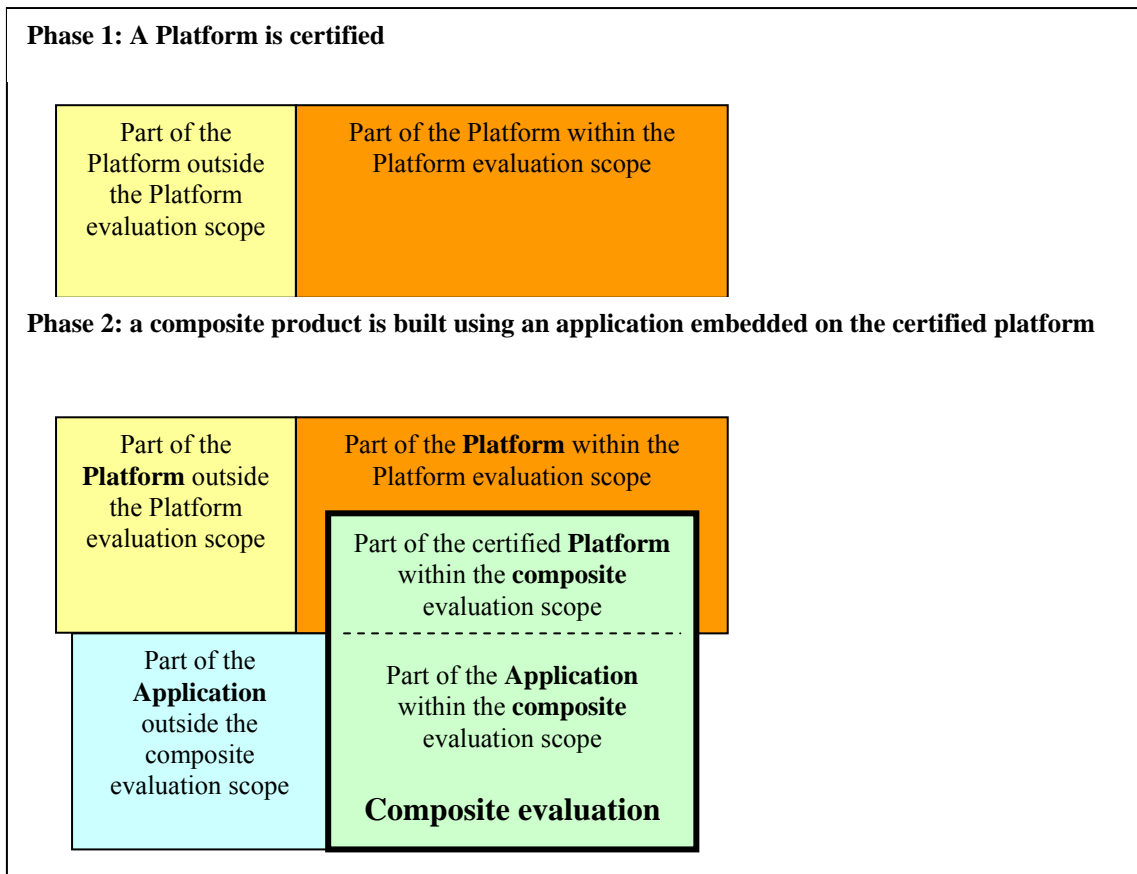 Phase 1: A Platform is certified
Part of the
Platform outside
the Platform
evaluation scope
Part of the Platform within the
Platform evaluation scope
Phase 2: a composite product is built using an application embedded on the certified platform
Part of the
Platform outside
the Platform
evaluation scope
Part of the Platform within the
Platform evaluation scope
Part of the certified Platform
within the composite
evaluation scope
Part of the
Application
outside the
composite
evaluation scope
Part of the Application
within the composite
evaluation scope
Composite evaluation